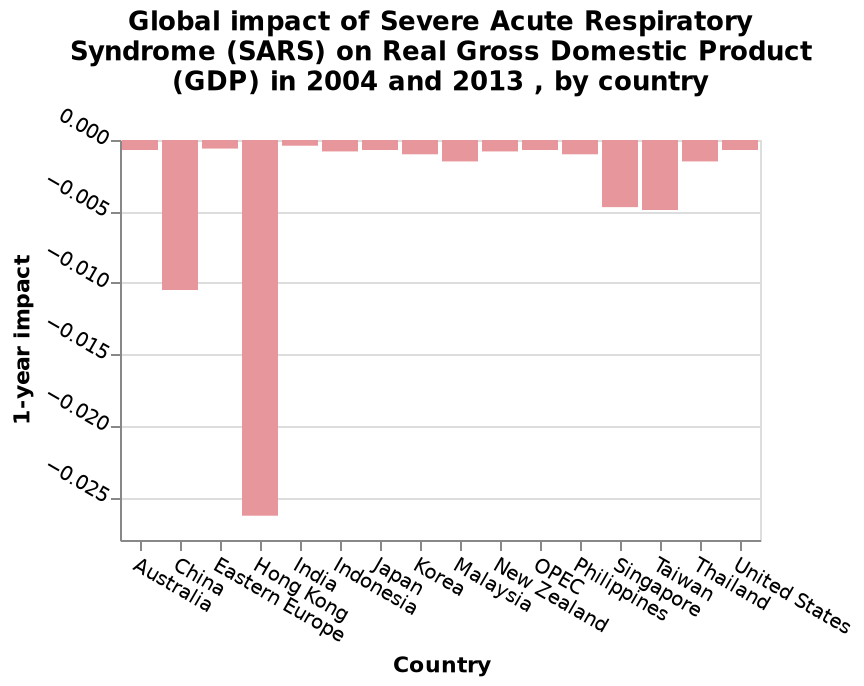 Global impact of Severe Acute Respiratory
Syndrome (SARS) on Real Gross Domestic Product
(GDP) in 2004 and 2013 , by country
0.000
−0.005
−0.010
−0.015
−0.020
−0.025
1-year impact
Australia
China
Eastern Europe
Hong Kong
India
Indonesia
Japan
Korea
Malaysia
New Zealand
OPEC
Philippines
Singapore
Taiwan
Thailand
United States
Country